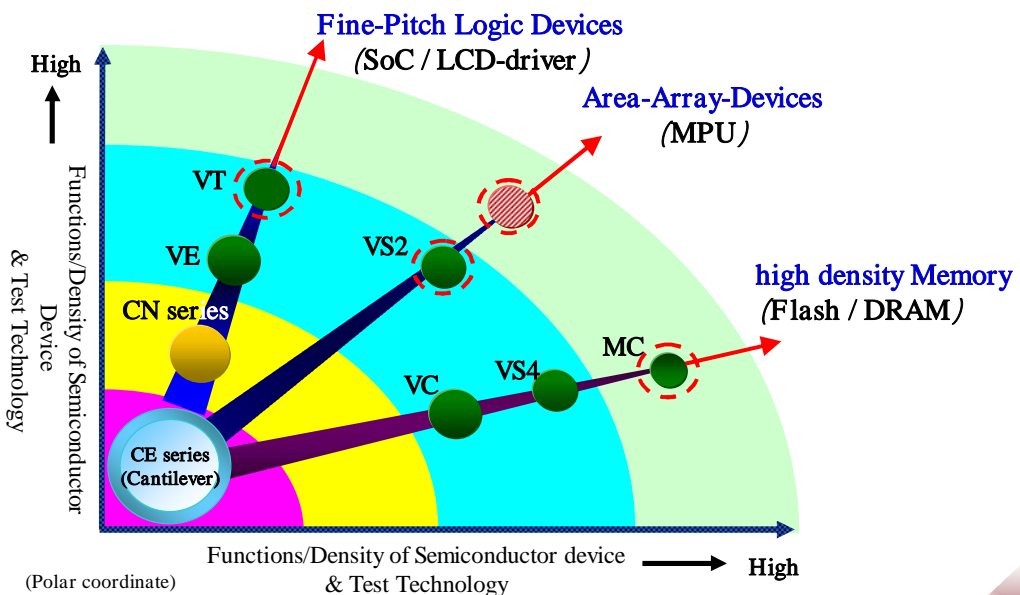 Fine-Pitch Logic Devices
(SoC / LCD-driver)
High
Area-Array-Devices
(MPU)
VT
VE
VS2
high density Memory
(Flash / DRAM)
CN series
MC
VS4
VC
Functions/Density of Semiconductor
Device
& Test Technology
CE series
(Cantilever)
Functions/Density of Semiconductor device
& Test Technology
High
(Polar coordinate)